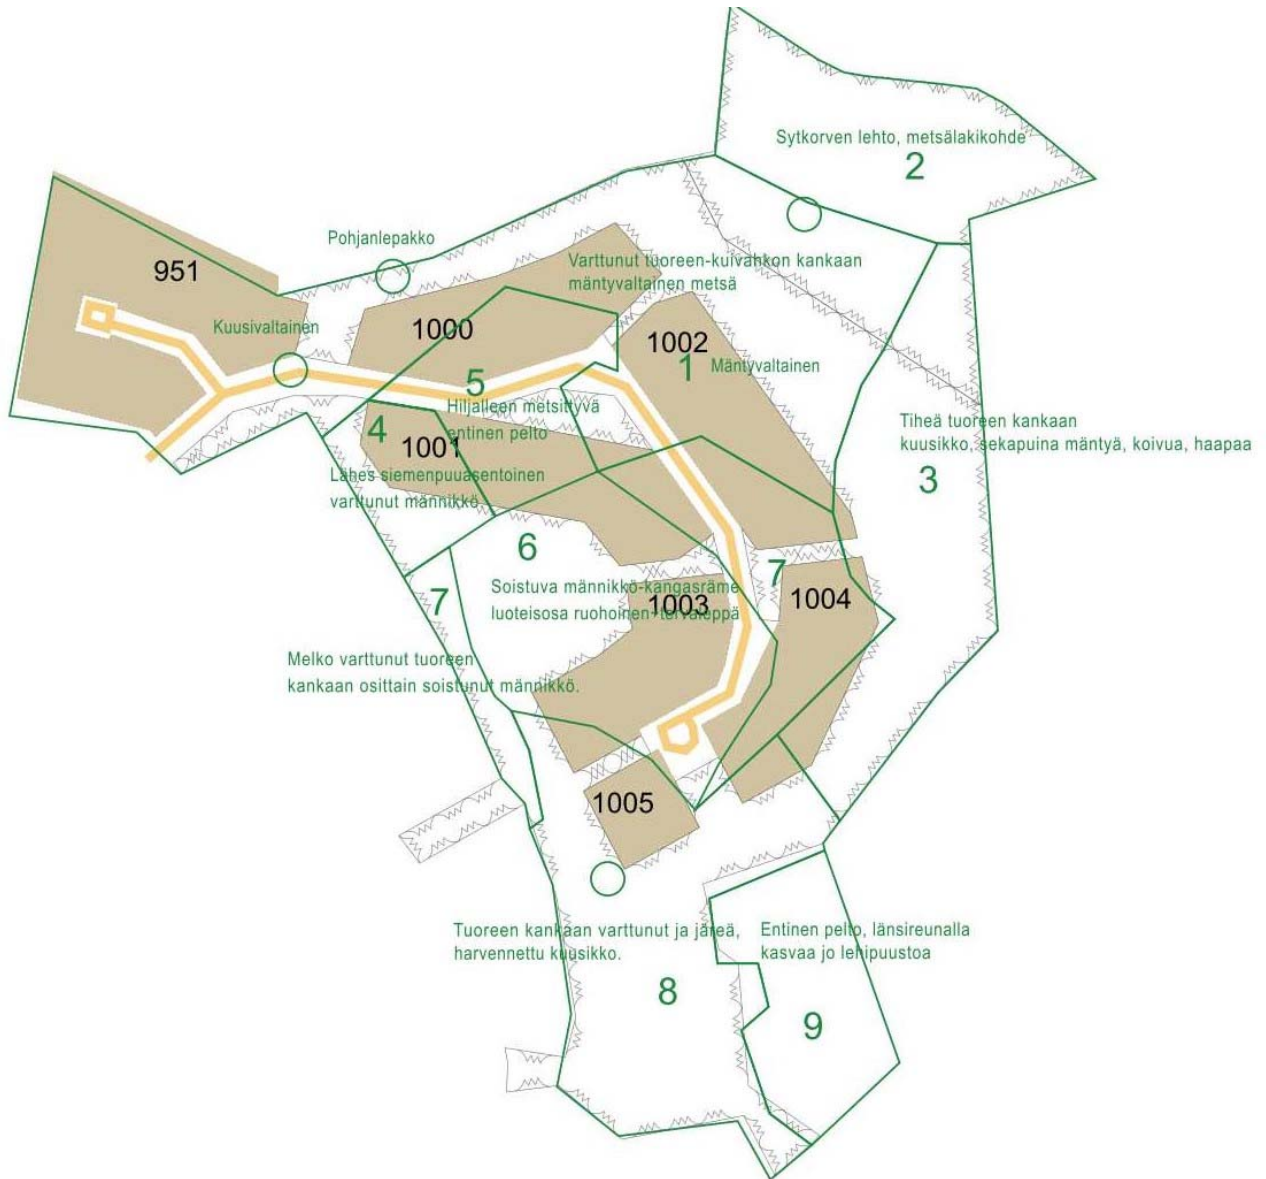 Sytkorven lehto, metsälakikohde
2
Pohjanlepakko
951
Varttunut tuoreen-kuivahkon kankaan
mäntyvaltainen metsä
Kuusivaltainen
1000
1002
1
Mäntyvaltainen
5
Hiljalleen metsittyvä
entinen pelto
4
1001
Tiheä tuoreen kankaan
kuusikko, sekapuina mäntyä, koivua, haapaa
3
Lähes siemenpuuasentoinen
varttunut männikkö
6
7
7
Soistuva männikkö-kangasräme
luoteisosa ruohoinen+tervaleppä
1003
1004
Melko varttunut tuoreen
kankaan osittain soistunut männikkö.
1005
Tuoreen kankaan varttunut ja järeä,
harvennettu kuusikko.
Entinen pelto, länsireunalla
kasvaa jo lehipuustoa
8
9